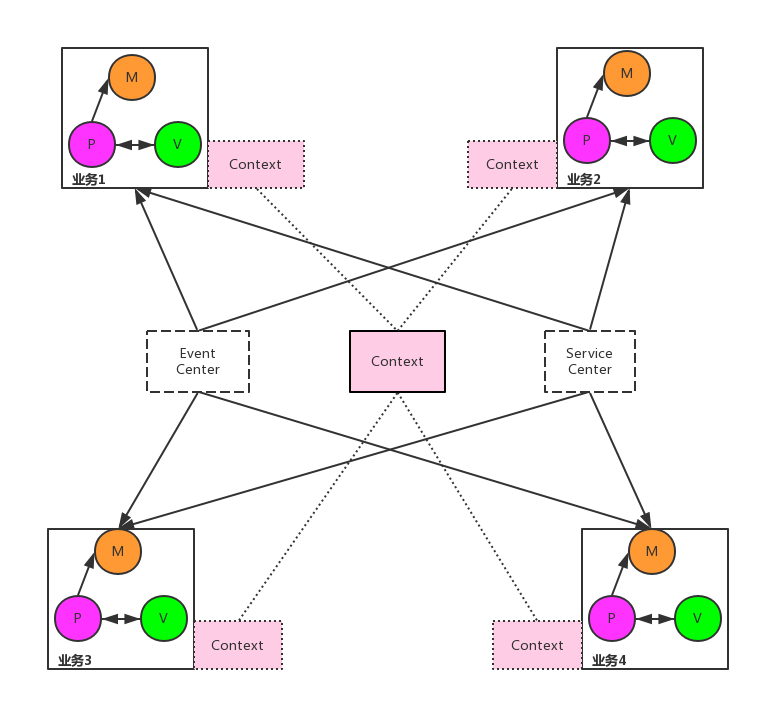 M
P
V
业务1
Context
M
P
V
业务2
Context
Event
Center
Context
Service
Center
M
P
V
业务3
Context
M
P
V
业务4
Context